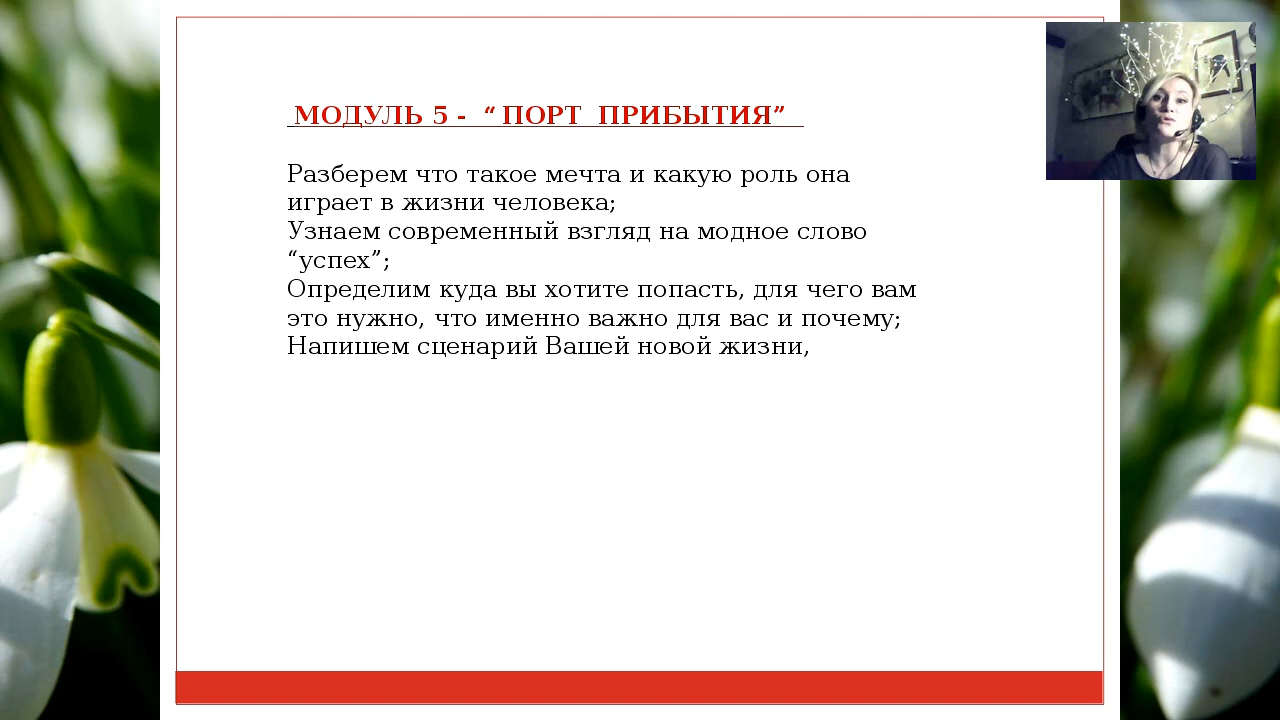 МОДУЛЬ 5 - “ ПОРТ ПРИБЫТИЯ”
Разберем что такое мечта и какую роль она
играет в жизни человека;
Узнаем современный взгляд на модное слово
“успех”;
Определим куда вы хотите попасть, для чего вам
это нужно, что именно важно для вас и почему;
Напишем сценарий Вашей новой жизни,